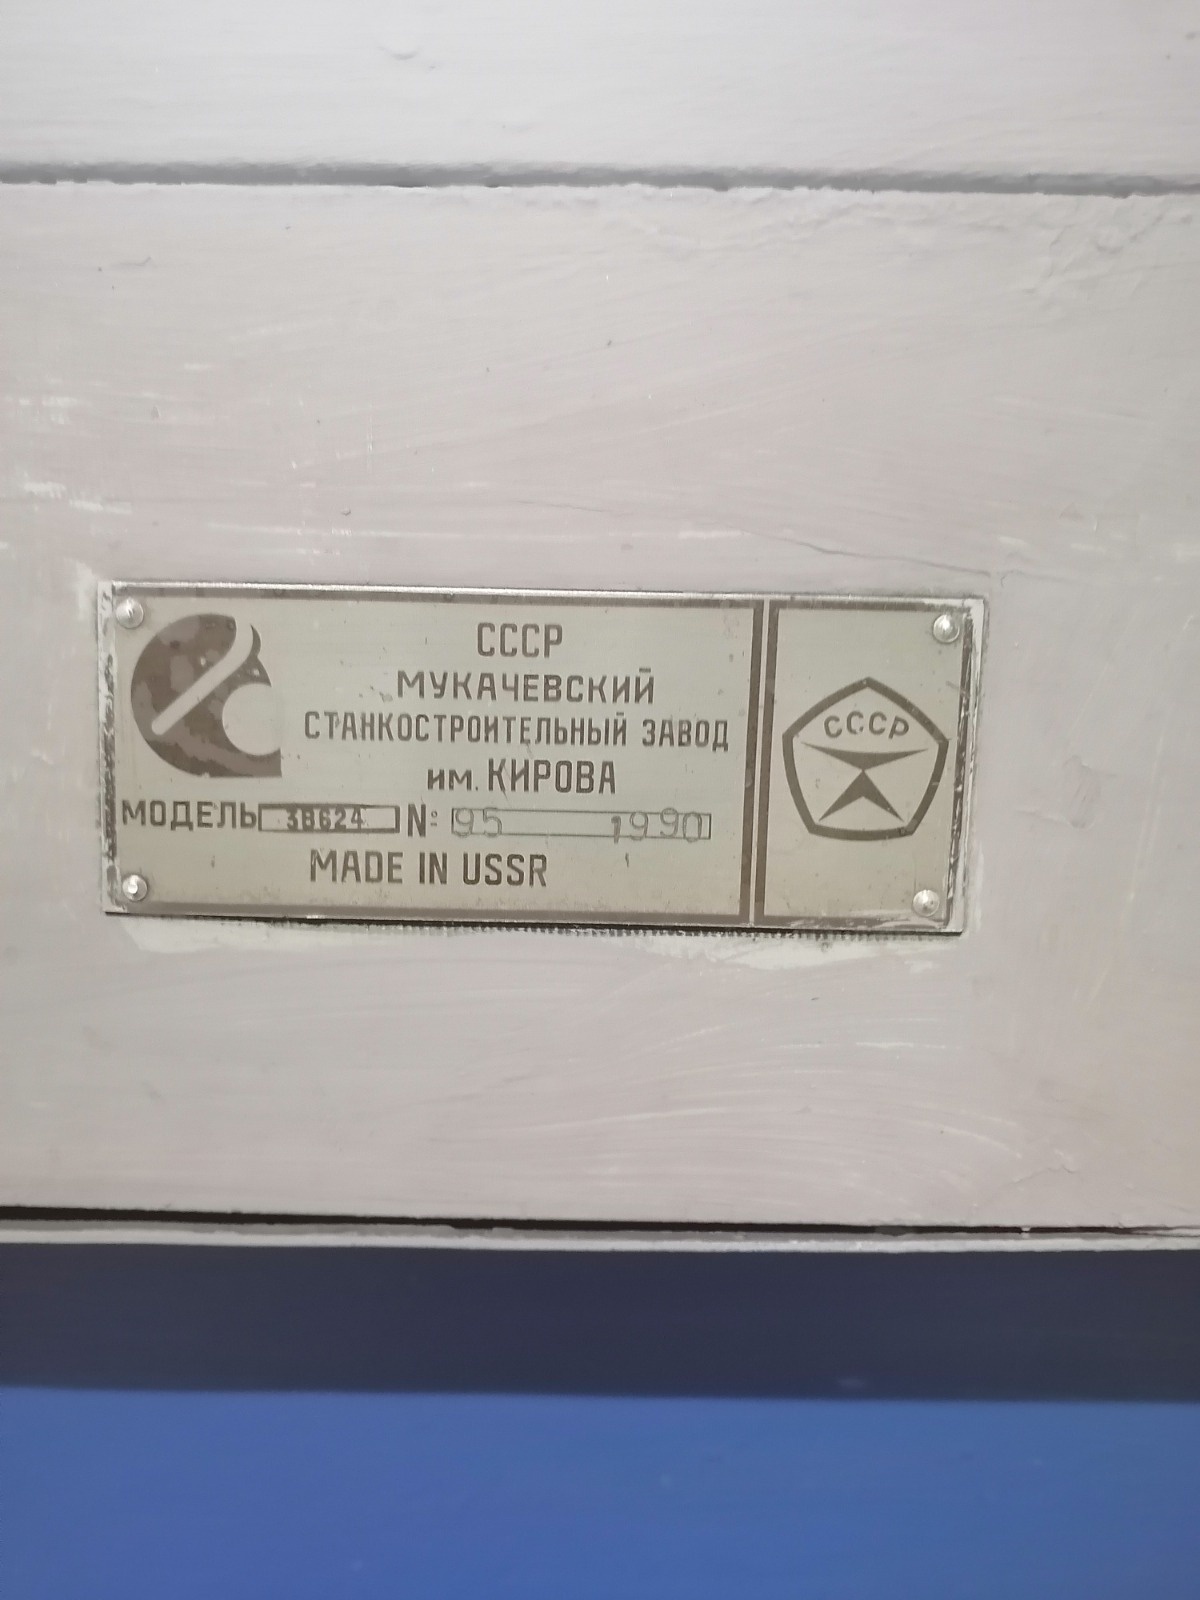 СССР
МУКАЧЕВСКИЙ
СТАНКОСТРОИТЕЛЬНЫЙ ЗАВОД
им. КИРОВА
МОДЕЛЬ 3В624 № 95 1990
MADE IN USSR
СССР